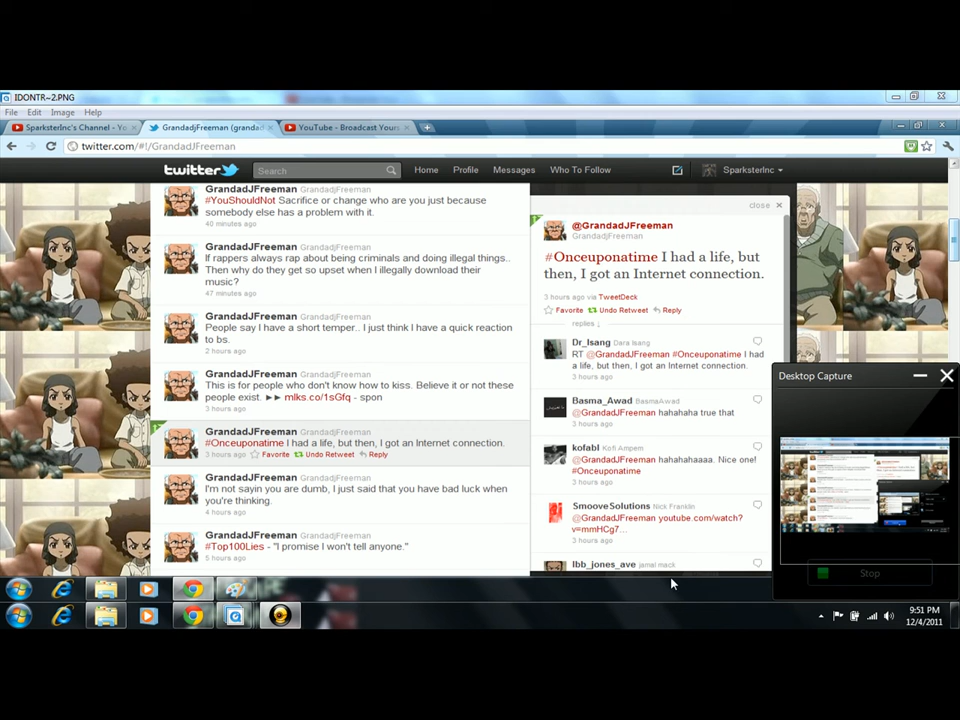 IDONTR~2.PNG
File Edit Image Help
SparksterInc's Channel - Yo
GrandadjFreeman (grandad
YouTube - Broadcast Yours
twitter.com/#!/GrandadJFreeman
twitter
Search
Home Profile Messages Who To Follow
SparksterInc
GrandadJFreeman GrandadjFreeman
#YouShouldNot Sacrifice or change who are you just because
somebody else has a problem with it.
40 minutes ago
GrandadJFreeman GrandadjFreeman
If rappers always rap about being criminals and doing illegal things..
Then why do they get so upset when I illegally download their
music?
47 minutes ago
GrandadJFreeman GrandadjFreeman
People say I have a short temper.. I just think I have a quick reaction
to bs.
2 hours ago
GrandadJFreeman GrandadjFreeman
This is for people who don't know how to kiss. Believe it or not these
people exist. ►► mlks.co/1sGfq - spon
3 hours ago
GrandadJFreeman GrandadjFreeman
#Onceuponatime I had a life, but then, I got an Internet connection.
3 hours ago Favorite Undo Retweet Reply
GrandadJFreeman GrandadjFreeman
I'm not sayin you are dumb, I just said that you have bad luck when
you're thinking.
4 hours ago
GrandadJFreeman GrandadjFreeman
#Top100Lies - "I promise I won't tell anyone."
5 hours ago
close ×
@GrandadJFreeman
GrandadjFreeman
#Onceuponatime I had a life, but
then, I got an Internet connection.
3 hours ago via TweetDeck
Favorite Undo Retweet Reply
replies ↓
Dr_Isang Dara Isang
RT @GrandadJFreeman #Onceuponatime I had
a life, but then, I got an Internet connection.
3 hours ago
Basma_Awad BasmaAwad
@GrandadJFreeman hahahaha true that
3 hours ago
kofabl Kofi Ampem
@GrandadJFreeman hahahaaaa. Nice one!
#Onceuponatime
3 hours ago
SmooveSolutions Nick Franklin
@GrandadJFreeman youtube.com/watch?
v=mmHCg7...
3 hours ago
lbb_jones_ave jamal mack
Desktop Capture
Stop
9:51 PM
12/4/2011